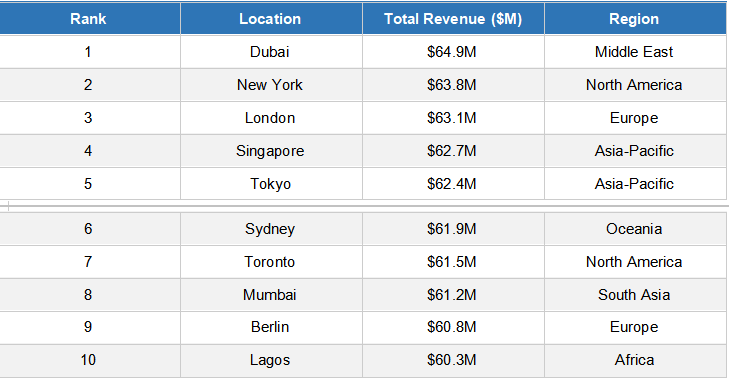 Rank Location Total Revenue ($M) Region
1 Dubai $64.9M Middle East
2 New York $63.8M North America
3 London $63.1M Europe
4 Singapore $62.7M Asia-Pacific
5 Tokyo $62.4M Asia-Pacific
6 Sydney $61.9M Oceania
7 Toronto $61.5M North America
8 Mumbai $61.2M South Asia
9 Berlin $60.8M Europe
10 Lagos $60.3M Africa